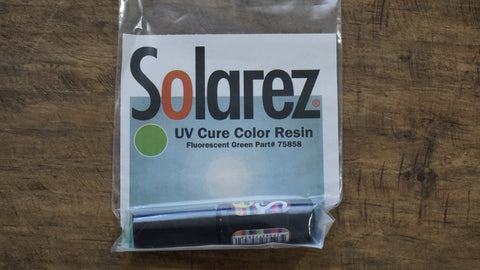 Solarez®
UV Cure Color Resin
Fluorescent Green Part# 75858